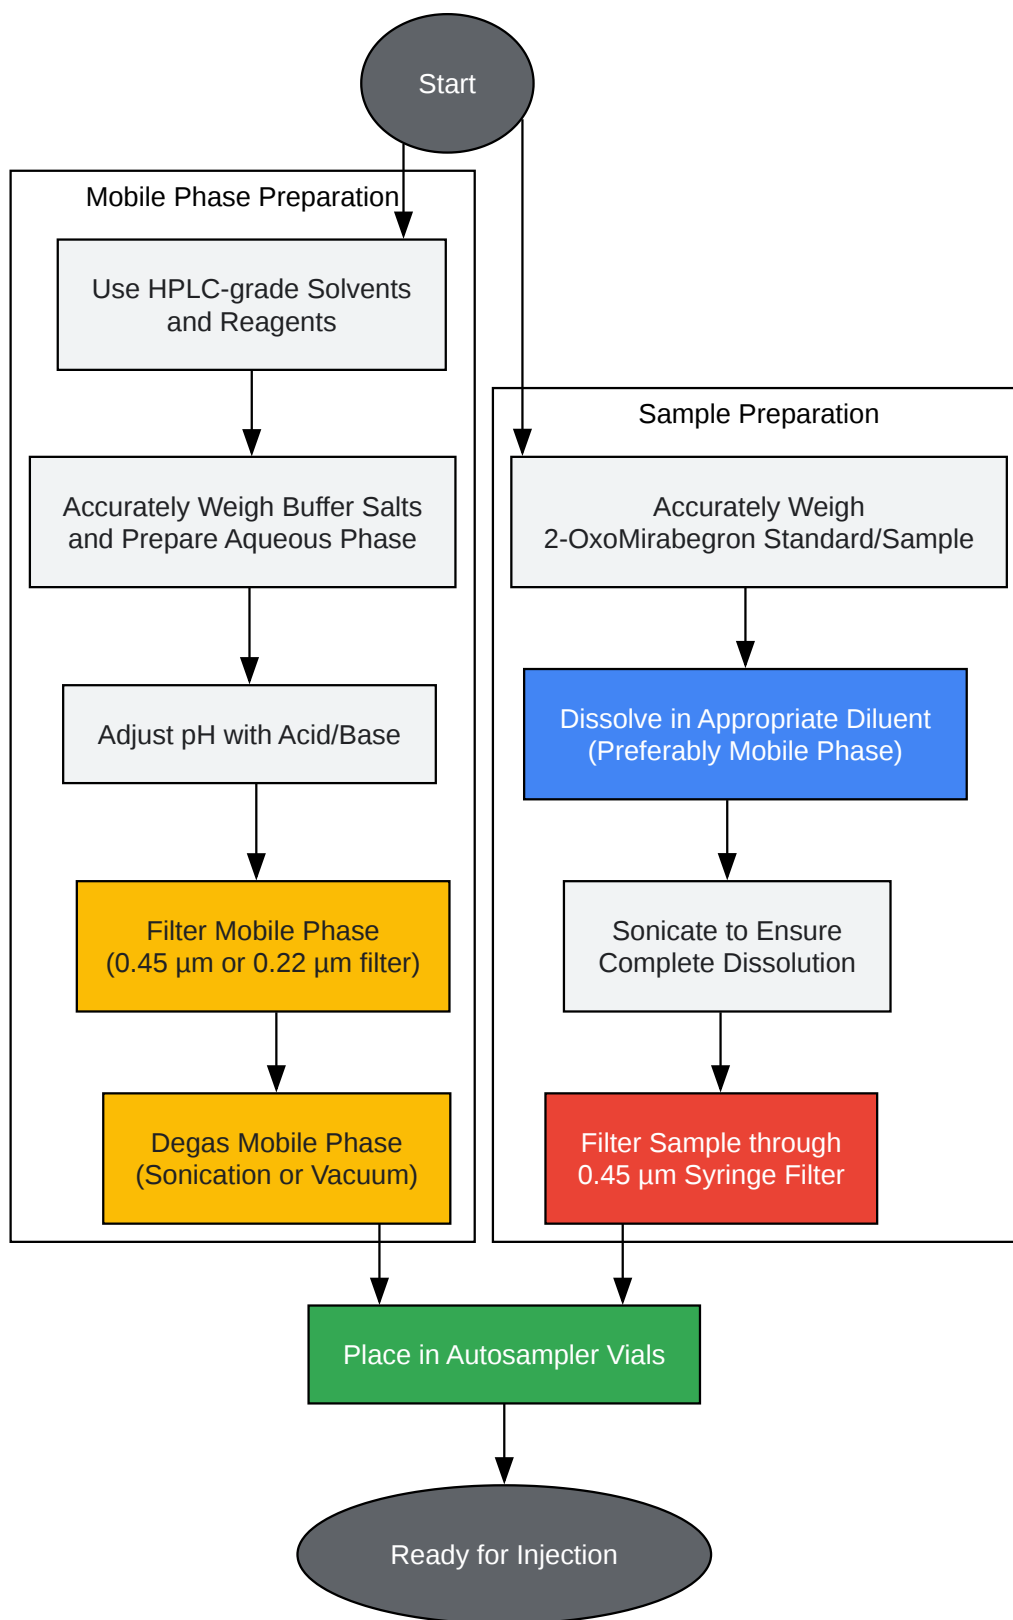 Start
Mobile Phase Preparation
Use HPLC-grade Solvents
and Reagents
Accurately Weigh Buffer Salts
and Prepare Aqueous Phase
Adjust pH with Acid/Base
Filter Mobile Phase
(0.45 µm or 0.22 µm filter)
Degas Mobile Phase
(Sonication or Vacuum)
Sample Preparation
Accurately Weigh
2-OxoMirabegron Standard/Sample
Dissolve in Appropriate Diluent
(Preferably Mobile Phase)
Sonicate to Ensure
Complete Dissolution
Filter Sample through
0.45 µm Syringe Filter
Place in Autosampler Vials
Ready for Injection